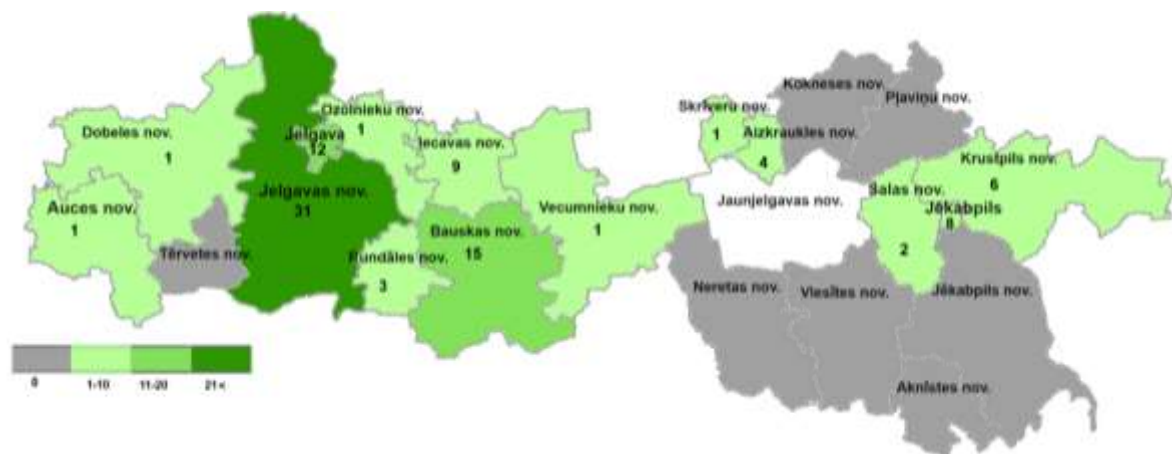 Kokneses nov.
Pļaviņu nov.
Skrīveru nov.
1
Aizkraukles nov.
4
Ozolnieku nov.
1
Dobeles nov.
1
Jelgava
12
Iecavas nov.
9
Krustpils nov.
6
Salas nov.
2
Jelgavas nov.
31
Jaunjelgavas nov.
Jēkabpils
8
Auces nov.
1
Vecumnieku nov.
1
Bauskas nov.
15
Tērvetes nov.
Rundāles nov.
3
Neretas nov.
Viesītes nov.
Jēkabpils nov.
Aknīstes nov.
0
1-10
11-20
21<